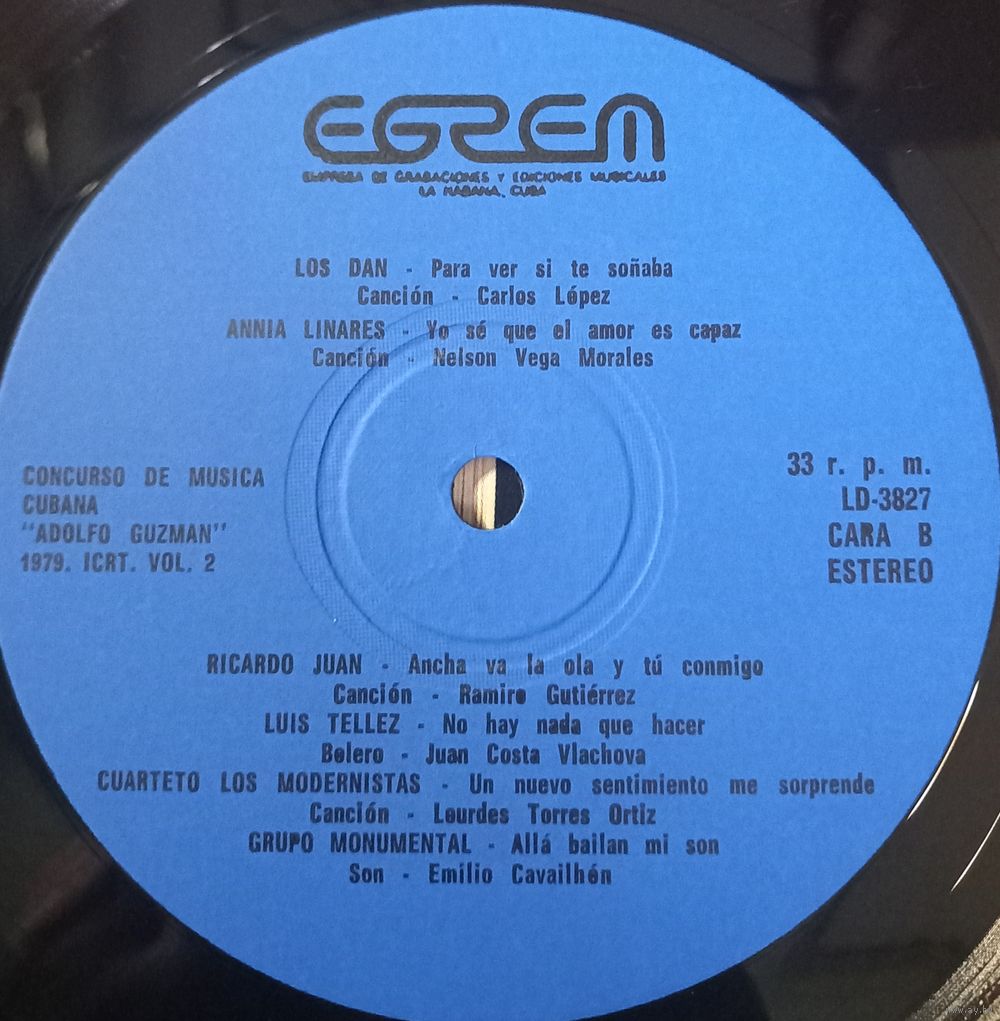 EGREM
EMPRESA DE GRABACIONES Y EDICIONES MUSICALES
LA HABANA, CUBA
LOS DAN - Para ver si te soñaba
Canción - Carlos López
ANNIA LINARES - Yo sé que el amor es capaz
Canción - Nelson Vega Morales
CONCURSO DE MUSICA
CUBANA
"ADOLFO GUZMAN"
1979. ICRT. VOL. 2
33 r. p. m.
LD-3827
CARA B
ESTEREO
RICARDO JUAN - Ancha va la ola y tú conmigo
Canción - Ramiro Gutiérrez
LUIS TELLEZ - No hay nada que hacer
Bolero - Juan Costa Vlachova
CUARTETO LOS MODERNISTAS - Un nuevo sentimiento me sorprende
Canción - Lourdes Torres Ortiz
GRUPO MONUMENTAL - Allá bailan mi son
Son - Emílio Cavailhón